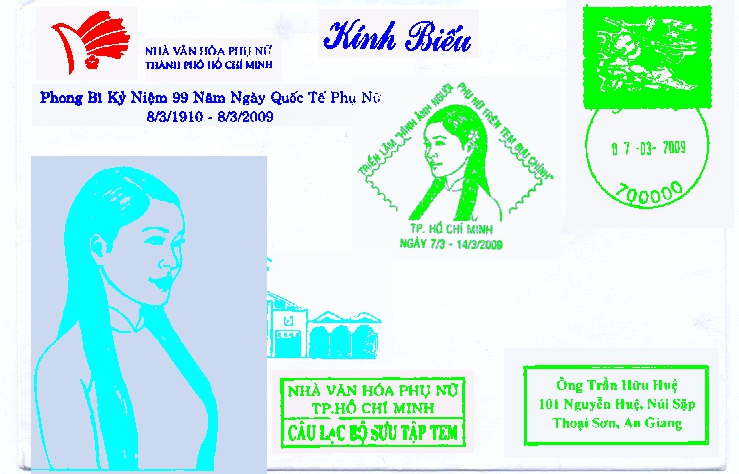 NHÀ VĂN HÓA PHỤ NỮ
THÀNH PHỐ HỒ CHÍ MINH
Kính Biếu
Phong Bì Kỷ Niệm 99 Năm Ngày Quốc Tế Phụ Nữ
8/3/1910 - 8/3/2009
TRIỂN LÃM "HÌNH ẢNH NGƯỜI PHỤ NỮ TRÊN TEM BƯU CHÍNH"
TP. HỒ CHÍ MINH
NGÀY 7/3 - 14/3/2009
07-03-2009
700000
NHÀ VĂN HÓA PHỤ NỮ
TP.HỒ CHÍ MINH
CÂU LẠC BỘ SƯU TẬP TEM
Ông Trần Hữu Huệ
101 Nguyễn Huệ, Núi Sập
Thoại Sơn, An Giang